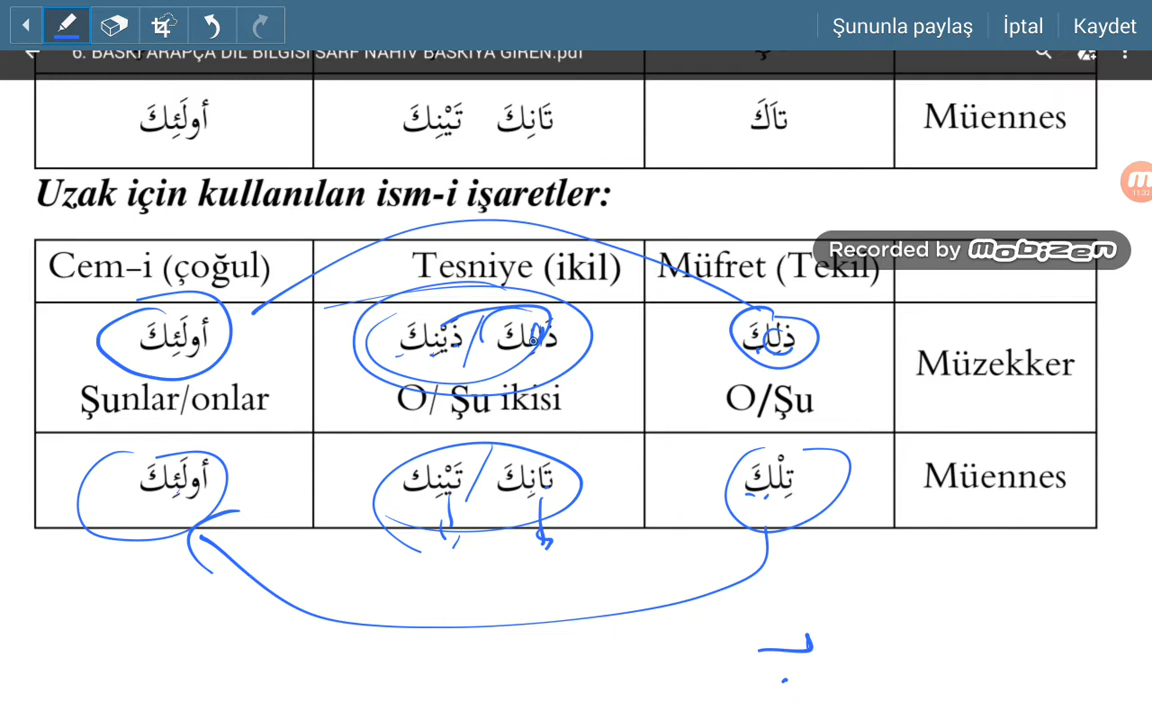 Şununla paylaş İptal Kaydet
6. BASKI ARAPÇA DİL BİLGİSİ SARF NAHİV BASKIYA GİREN.pdf
أولَئِكَ تَيْنِكَ تَانِكَ تاَكَ Müennes
Uzak için kullanılan ism-i işaretler:
Recorded by mobizen
Cem-i (çoğul) Tesniye (ikil) Müfret (Tekil)
أولَئِكَ ذَيْنِكَ / ذَانِكَ ذلِكَ Müzekker
Şunlar/onlar O/ Şu ikisi O/Şu
أولَئِكَ تَيْنِكَ / تَانِكَ تِلْكَ Müennes